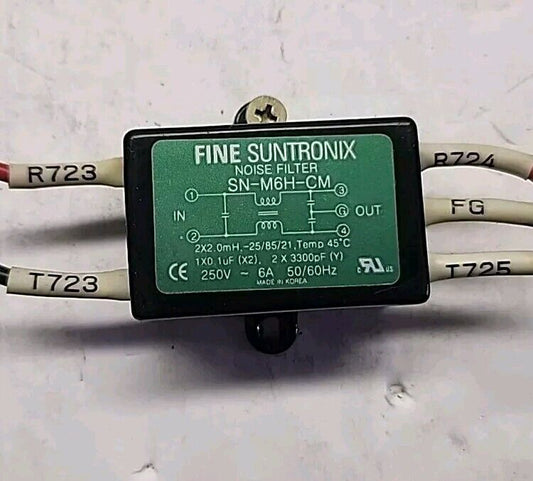 FINE SUNTRONIX
NOISE FILTER
SN-M6H-CM
1 3
IN G OUT
2 4
2X2.0mH,-25/85/21,Temp 45°C
1X0.1uF (X2), 2 X 3300pF (Y)
CE 250V ~ 6A 50/60Hz c RU us
MADE IN KOREA
R723
T723
R724
FG
T725